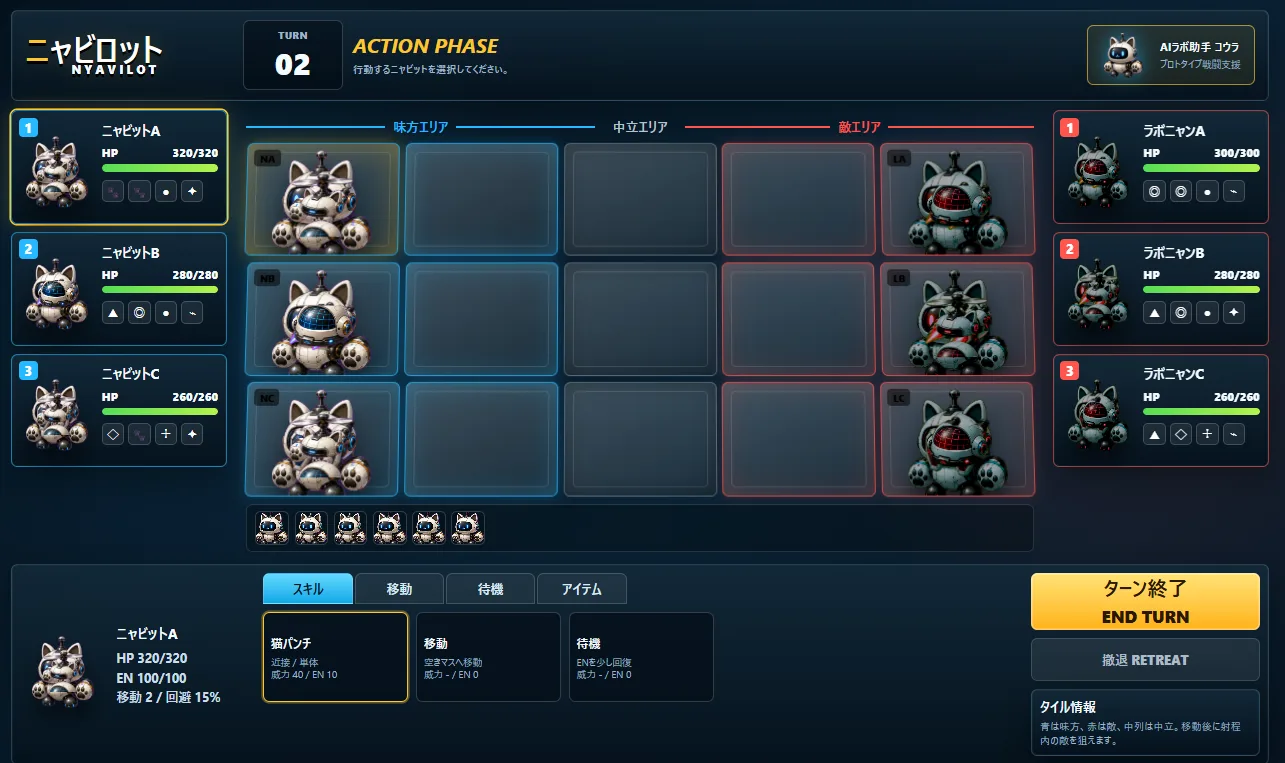 ニャビロット
NYAVILOT
TURN
02
ACTION PHASE
行動するニャビットを選択してください。
AIラボ助手 コウラ
プロトタイプ戦闘支援
1
ニャビットA
HP 320/320
2
ニャビットB
HP 280/280
3
ニャビットC
HP 260/260
味方エリア
中立エリア
敵エリア
NA
LA
NB
LB
NC
LC
1
ラボニャンA
HP 300/300
2
ラボニャンB
HP 280/280
3
ラボニャンC
HP 260/260
ニャビットA
HP 320/320
EN 100/100
移動 2 / 回避 15%
スキル
移動
待機
アイテム
猫パンチ
近接 / 単体
威力 40 / EN 10
移動
空きマスへ移動
威力 - / EN 0
待機
ENを少し回復
威力 - / EN 0
ターン終了
END TURN
撤退 RETREAT
タイル情報
青は味方、赤は敵、中列は中立。移動後に射程
内の敵を狙えます。